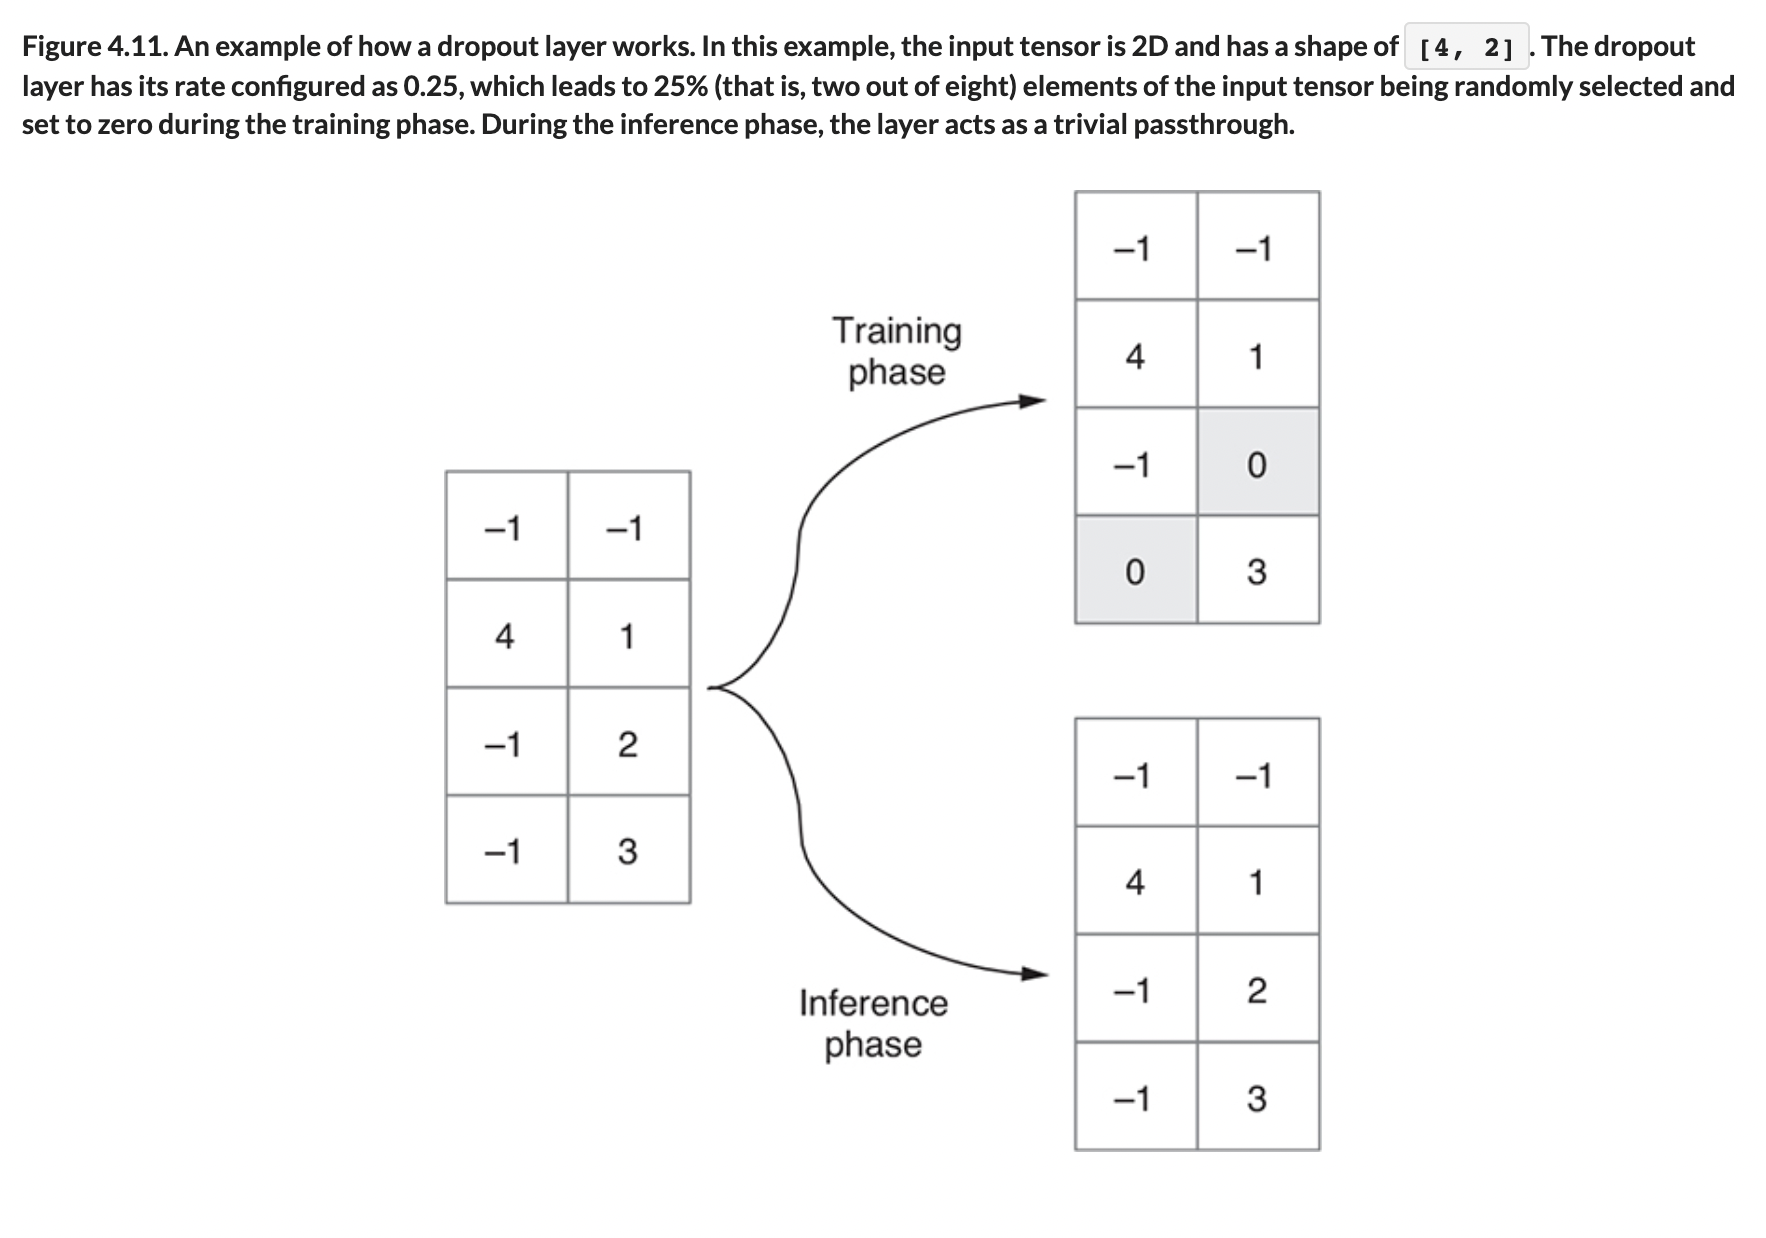 Figure 4.11. An example of how a dropout layer works. In this example, the input tensor is 2D and has a shape of [4, 2]. The dropout
layer has its rate configured as 0.25, which leads to 25% (that is, two out of eight) elements of the input tensor being randomly selected and
set to zero during the training phase. During the inference phase, the layer acts as a trivial passthrough.
–1 –1
4 1
–1 2
–1 3
Training
phase
–1 –1
4 1
–1 0
0 3
Inference
phase
–1 –1
4 1
–1 2
–1 3